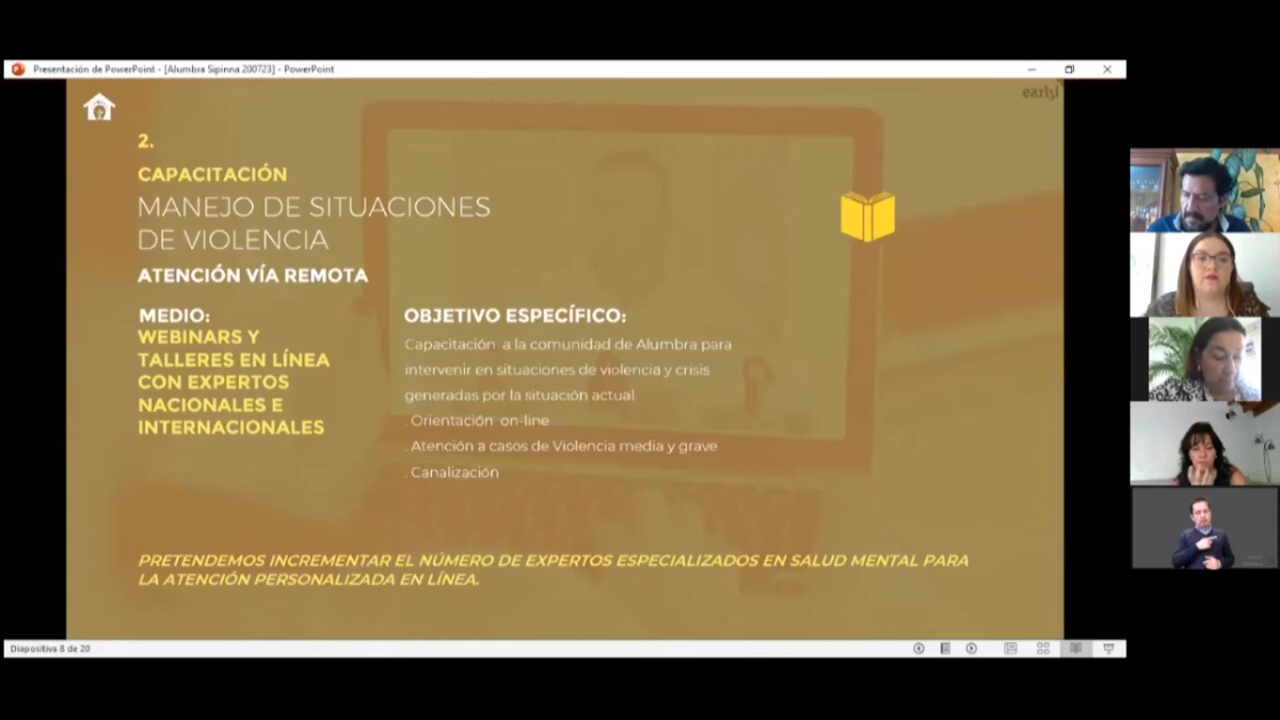 Presentación de PowerPoint - [Alumbra Sipinna 200723] - PowerPoint
2.
CAPACITACIÓN
MANEJO DE SITUACIONES
DE VIOLENCIA
ATENCIÓN VÍA REMOTA
MEDIO:
WEBINARS Y
TALLERES EN LÍNEA
CON EXPERTOS
NACIONALES E
INTERNACIONALES
OBJETIVO ESPECÍFICO:
Capacitación a la comunidad de Alumbra para
intervenir en situaciones de violencia y crisis
generadas por la situación actual
. Orientación on-line
. Atención a casos de Violencia media y grave
. Canalización
PRETENDEMOS INCREMENTAR EL NÚMERO DE EXPERTOS ESPECIALIZADOS EN SALUD MENTAL PARA
LA ATENCIÓN PERSONALIZADA EN LÍNEA.
Diapositiva 8 de 20